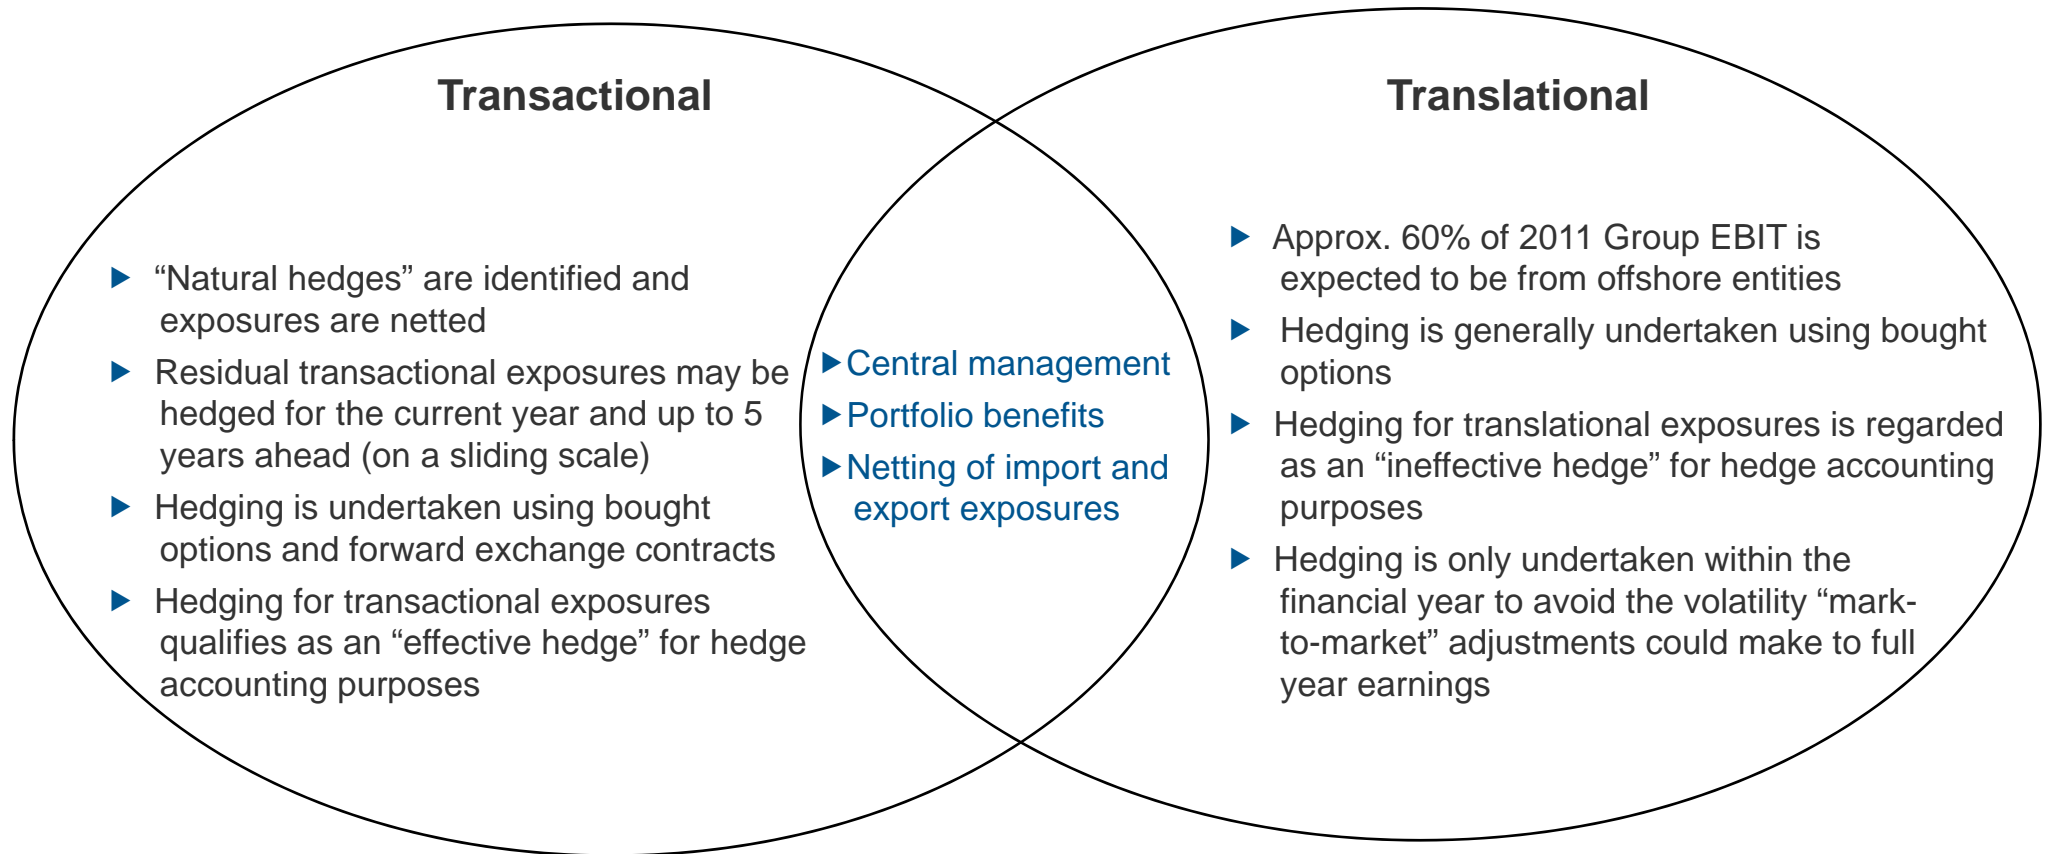 Transactional
“Natural hedges” are identified and
exposures are netted
Residual transactional exposures may be
hedged for the current year and up to 5
years ahead (on a sliding scale)
Hedging is undertaken using bought
options and forward exchange contracts
Hedging for transactional exposures
qualifies as an “effective hedge” for hedge
accounting purposes
Central management
Portfolio benefits
Netting of import and
export exposures
Translational
Approx. 60% of 2011 Group EBIT is
expected to be from offshore entities
Hedging is generally undertaken using bought
options
Hedging for translational exposures is regarded
as an “ineffective hedge” for hedge accounting
purposes
Hedging is only undertaken within the
financial year to avoid the volatility “mark-
to-market” adjustments could make to full
year earnings